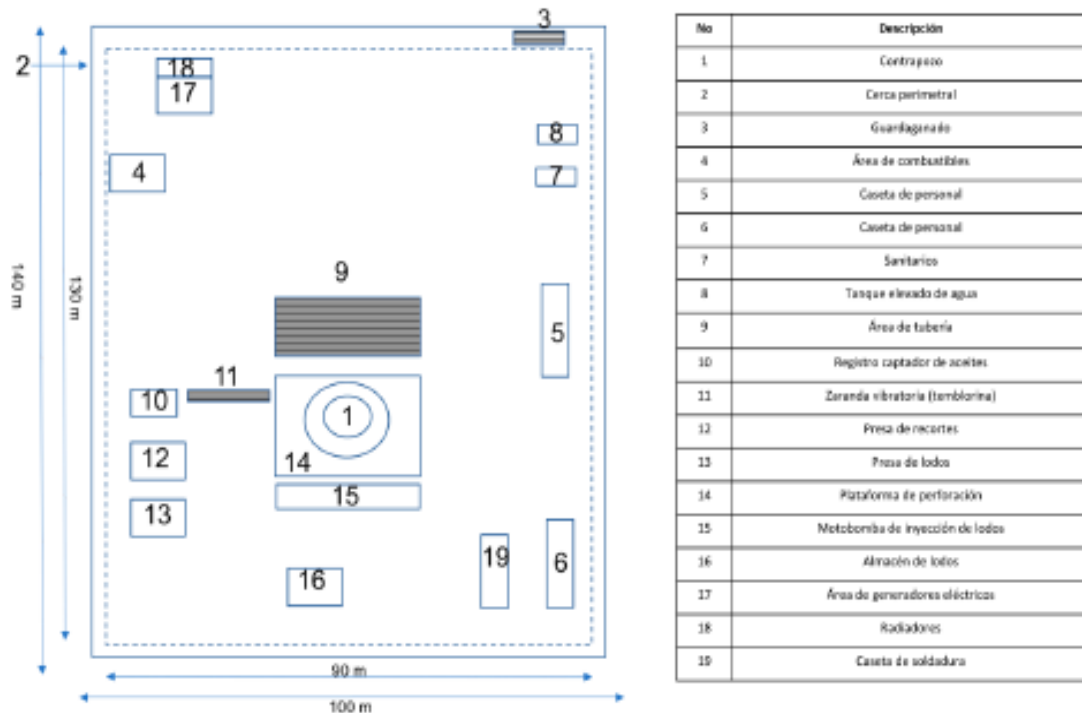 3
2
18
17
8
4
7
9
5
140 m
130 m
11
10
1
12
14
15
13
19
6
16
90 m
100 m
No Descripción
1 Contrapozo
2 Cerca perimetral
3 Guardaganado
4 Área de combustibles
5 Caseta de personal
6 Caseta de personal
7 Sanitarios
8 Tanque elevado de agua
9 Área de tubería
10 Registro captador de aceites
11 Zaranda vibratoria (temblorina)
12 Presa de recortes
13 Presa de lodos
14 Plataforma de perforación
15 Motobomba de inyección de lodos
16 Almacén de lodos
17 Área de generadores eléctricos
18 Radiadores
19 Caseta de soldadura